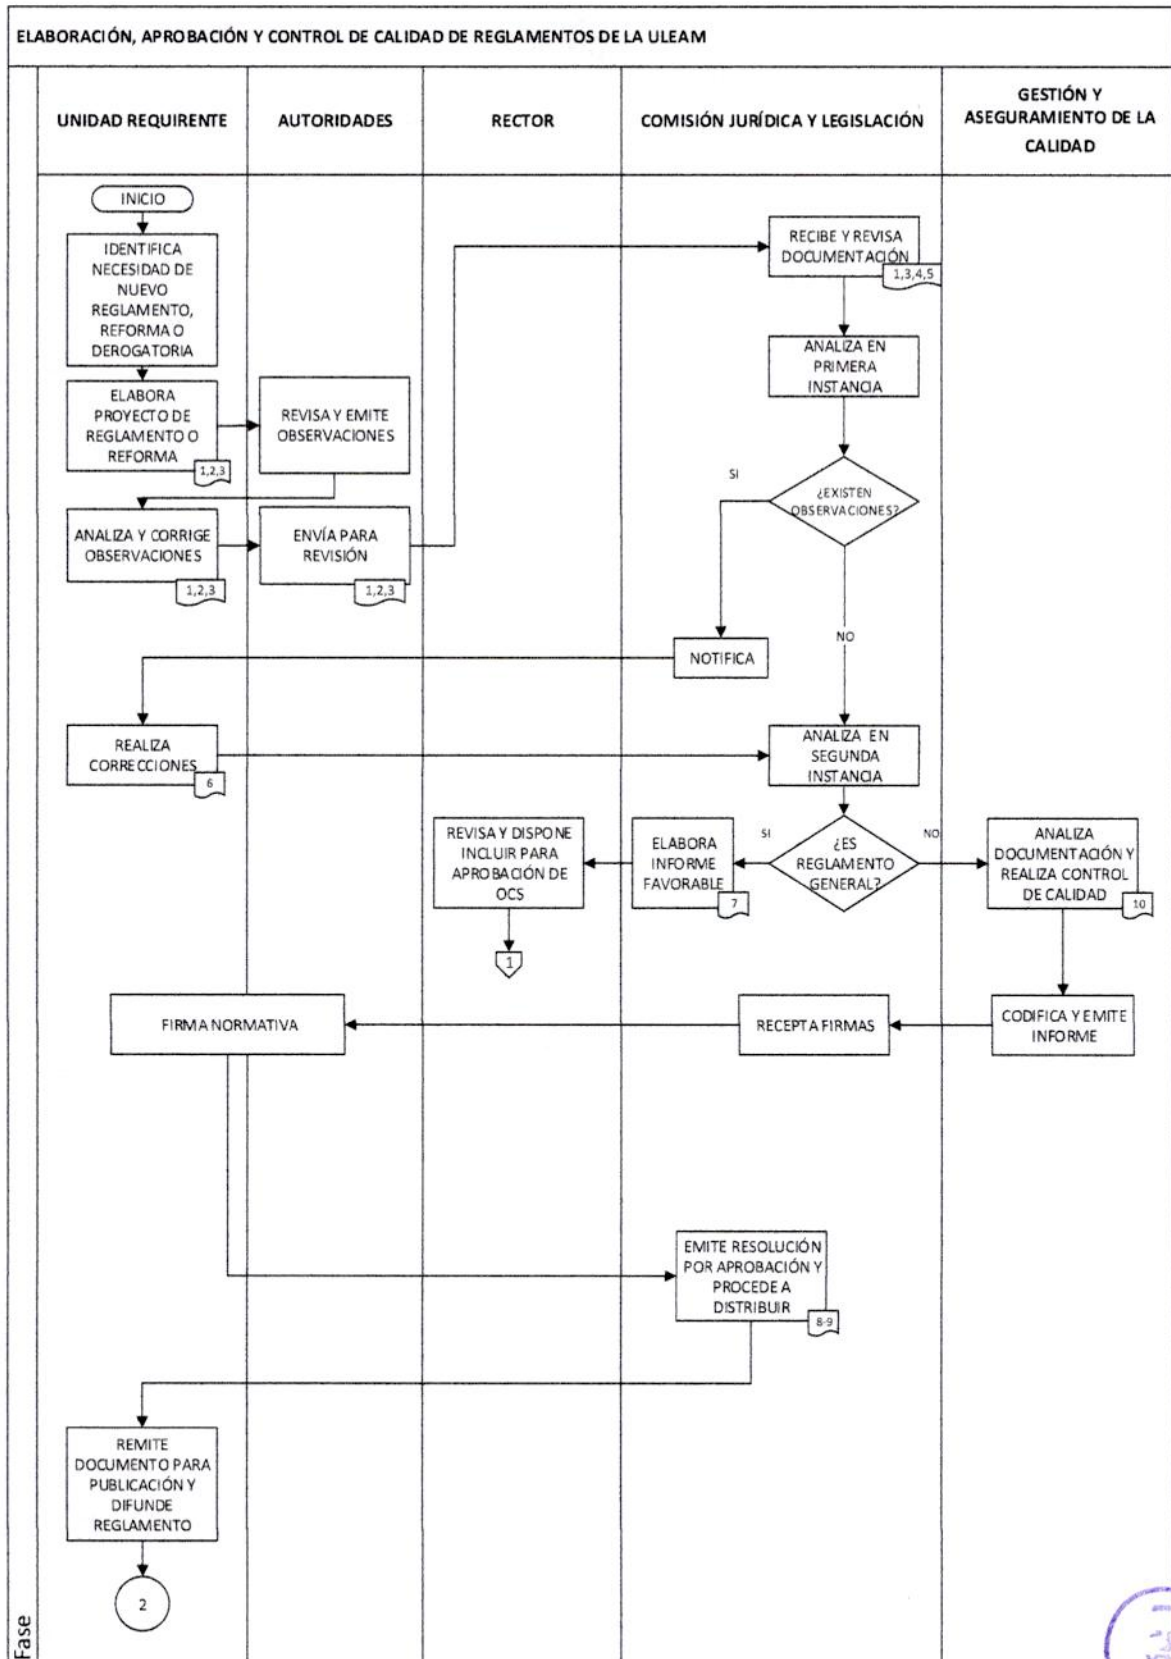 ELABORACIÓN, APROBACIÓN Y CONTROL DE CALIDAD DE REGLAMENTOS DE LA ULEAM
UNIDAD REQUIRENTE
AUTORIDADES
RECTOR
COMISIÓN JURÍDICA Y LEGISLACIÓN
GESTIÓN Y
ASEGURAMIENTO DE LA
CALIDAD
INICIO
IDENTIFICA
NECESIDAD DE
NUEVO
REGLAMENTO,
REFORMA O
DEROGATORIA
RECIBE Y REVISA
DOCUMENTACIÓN
1,3,4,5
ANALIZA EN
PRIMERA
INSTANCIA
ELABORA
PROYECTO DE
REGLAMENTO O
REFORMA
1,2,3
REVISA Y EMITE
OBSERVACIONES
SI
¿EXISTEN
OBSERVACIONES?
ANALIZA Y CORRIGE
OBSERVACIONES
1,2,3
ENVÍA PARA
REVISIÓN
1,2,3
NO
NOTIFICA
REALIZA
CORRECCIONES
6
ANALIZA EN
SEGUNDA
INSTANCIA
REVISA Y DISPONE
INCLUIR PARA
APROBACIÓN DE
OCS
ELABORA
INFORME
FAVORABLE
7
SI
¿ES
REGLAMENTO
GENERAL?
NO
ANALIZA
DOCUMENTACIÓN Y
REALIZA CONTROL
DE CALIDAD
10
1
FIRMA NORMATIVA
RECEPTA FIRMAS
CODIFICA Y EMITE
INFORME
EMITE RESOLUCIÓN
POR APROBACIÓN Y
PROCEDE A
DISTRIBUIR
8-9
REMITE
DOCUMENTO PARA
PUBLICACIÓN Y
DIFUNDE
REGLAMENTO
2
Fase